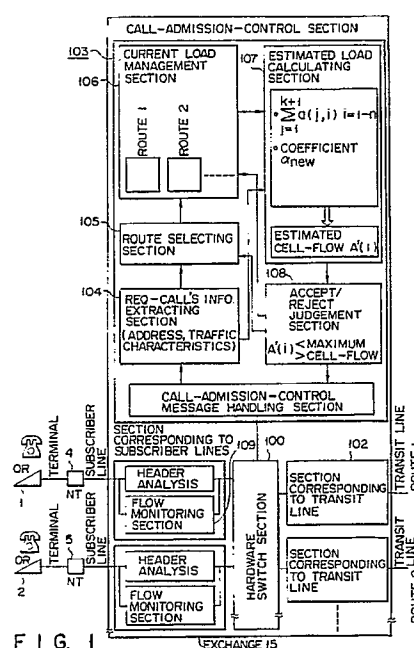 CALL-ADMISSION-CONTROL SECTION
103
106
CURRENT LOAD
MANAGEMENT
SECTION
ROUTE 1
ROUTE 2
107
ESTIMATED LOAD
CALCULATING
SECTION
k+1
M a(j,i) i=1-n
j=1
COEFFICIENT
αnew
ESTIMATED
CELL-FLOW A'(i)
105
ROUTE SELECTING
SECTION
108
104
REQ-CALL'S INFO.
EXTRACTING
SECTION
(ADDRESS, TRAFFIC
CHARACTERISTICS)
ACCEPT/
REJECT
JUDGEMENT
SECTION
A'(i) < MAXIMUM
> CELL-FLOW
CALL-ADMISSION-CONTROL
MESSAGE HANDLING SECTION
SECTION
CORRESPONDING TO
SUBSCRIBER LINES
109
100
102
TERMINAL
4
SUBSCRIBER
LINE
OR
1
NT
HEADER ANALYSIS
FLOW
MONITORING
SECTION
HARDWARE
SWITCH SECTION
SECTION
CORRESPONDING
TO TRANSIT
LINE
TRANSIT LINE
TERMINAL
5
SUBSCRIBER
LINE
OR
2
NT
HEADER ANALYSIS
FLOW
MONITORING
SECTION
SECTION
CORRESPONDING
TO TRANSIT
LINE
TRANSIT
LINE
FIG. 1
EXCHANGE 15